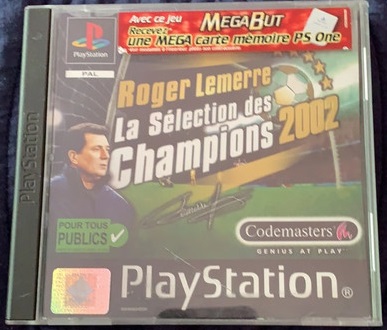 Avec ce jeu
MEGABUT
Recevez
une MEGA carte mémoire PS One
PlayStation
PAL
Roger Lemerre
La Sélection des
Champions 2002
PlayStation
POUR TOUS
PUBLICS
Codemasters
GENIUS AT PLAY
PlayStation